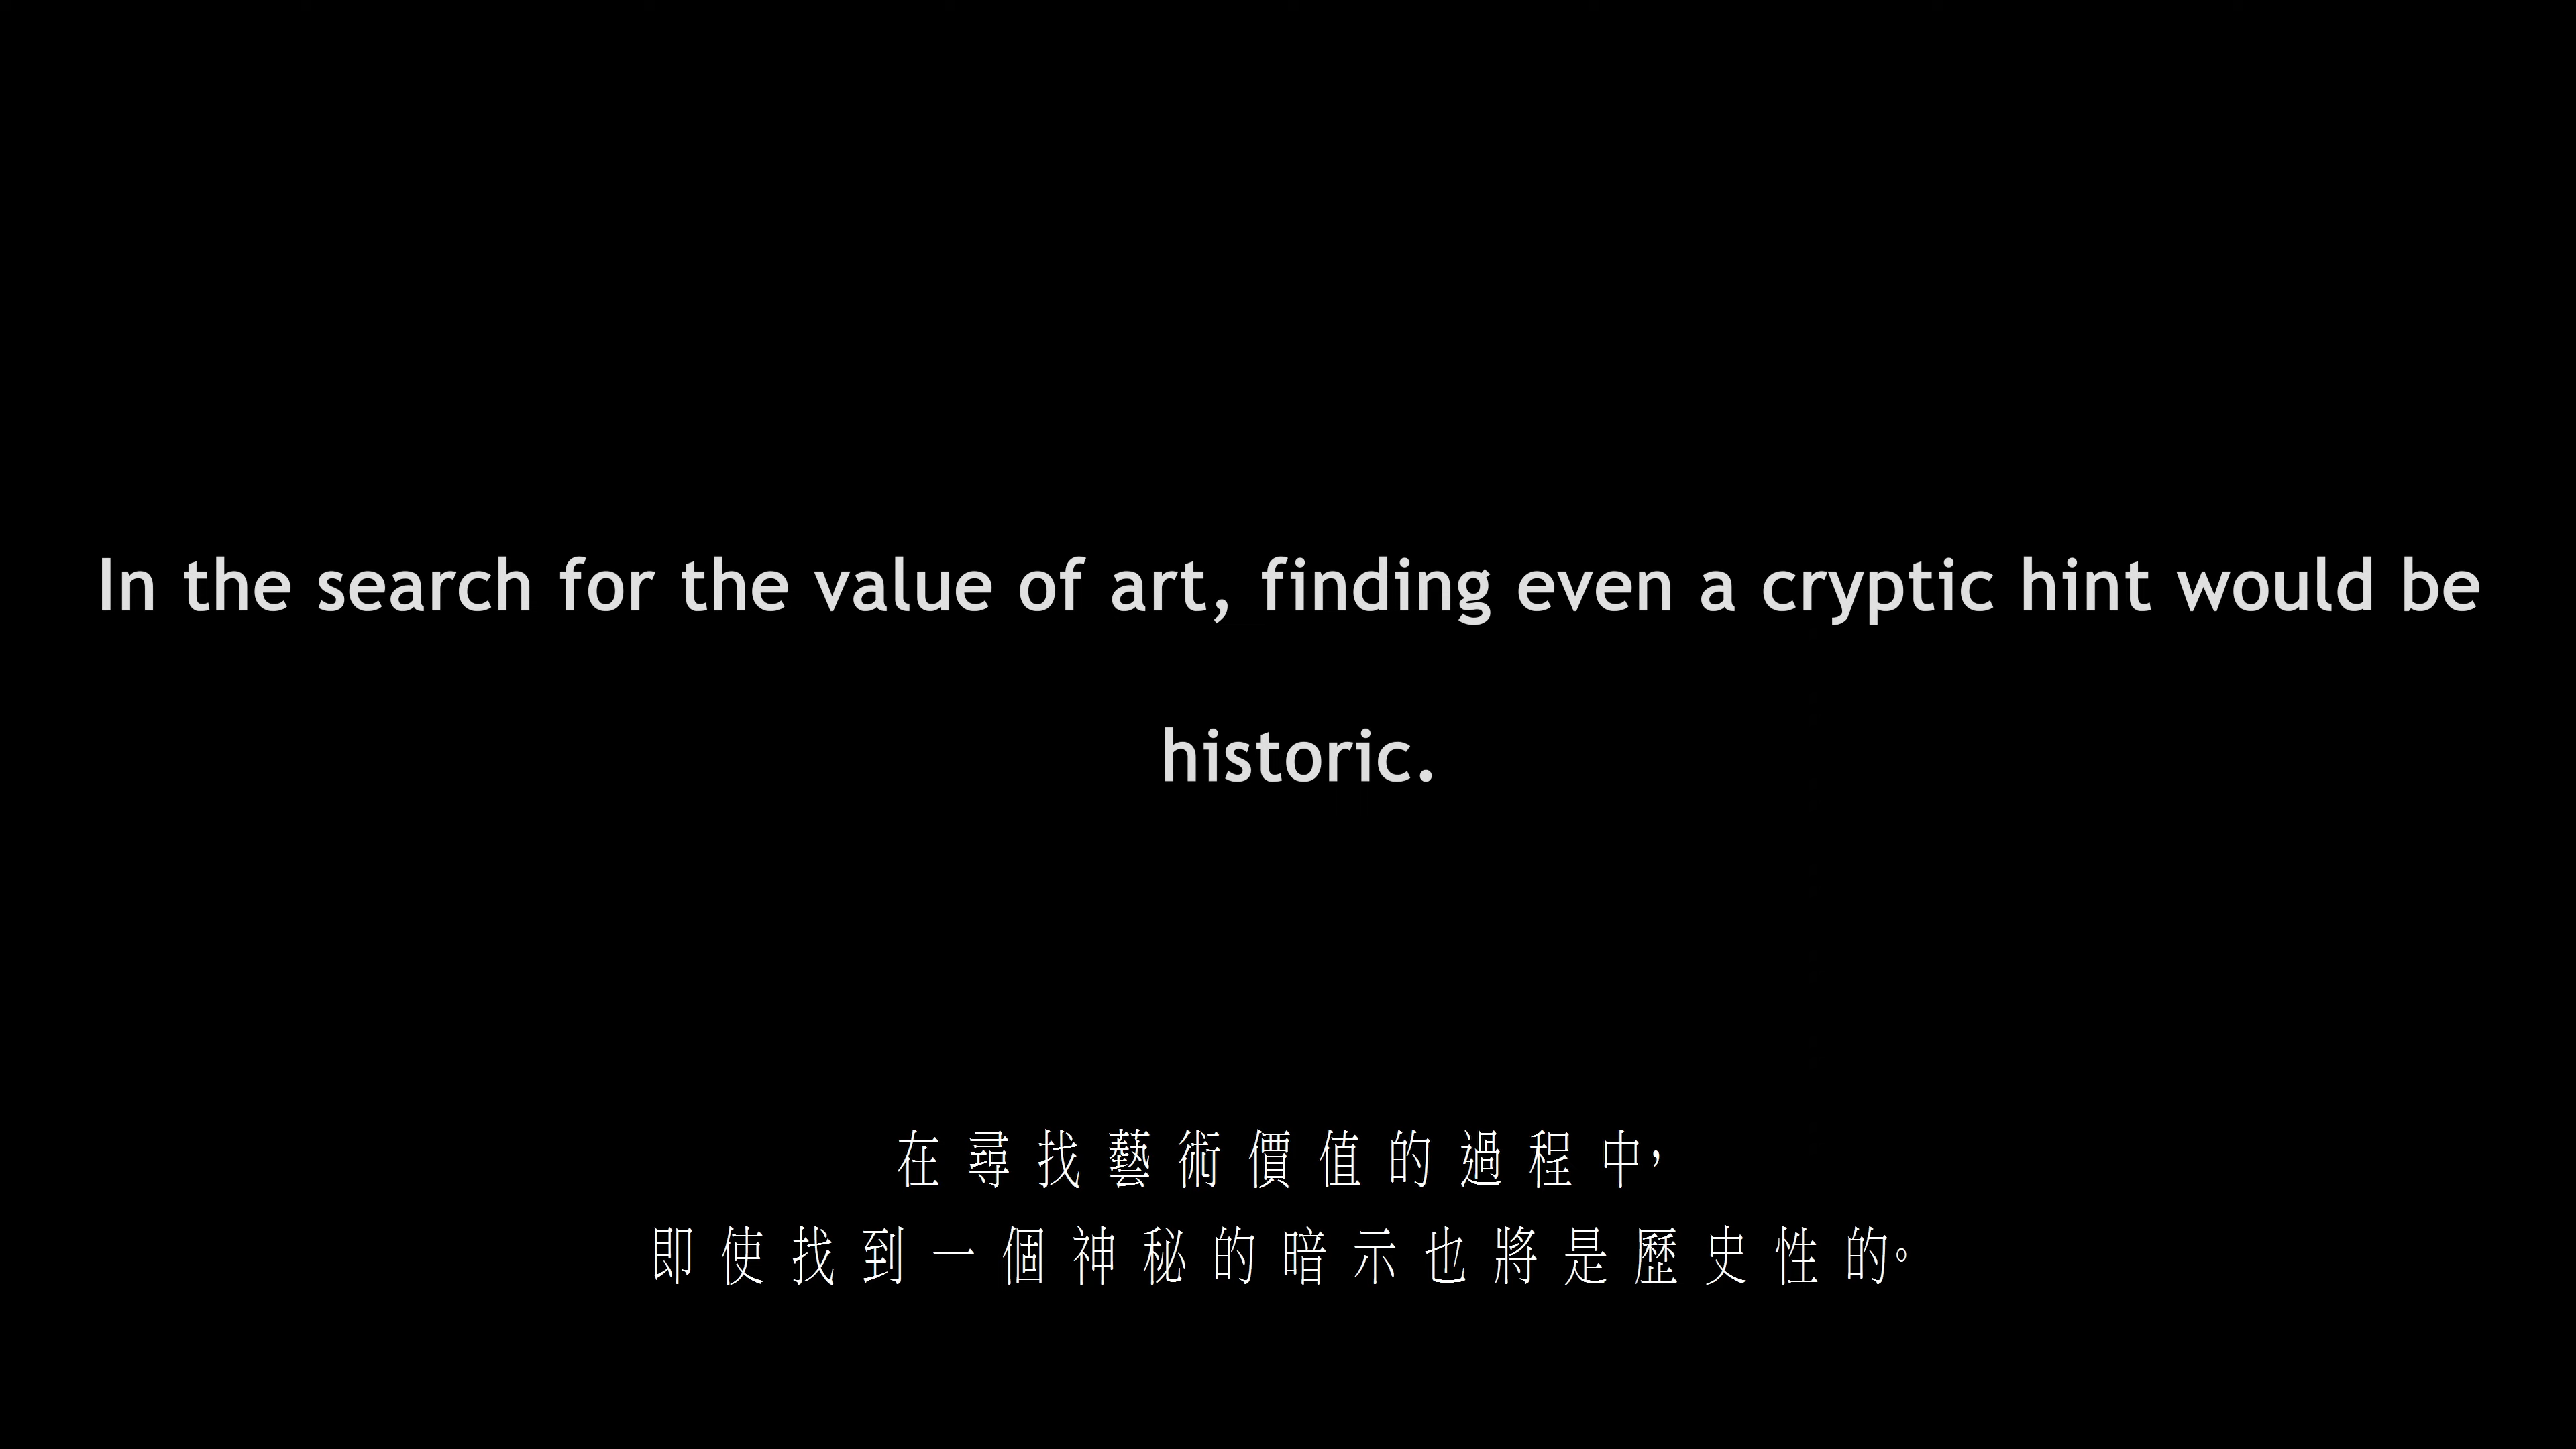 In the search for the value of art, finding even a cryptic hint would be
historic.
在尋找藝術價值的過程中,
即使找到一個神秘的暗示也將是歷史性的。